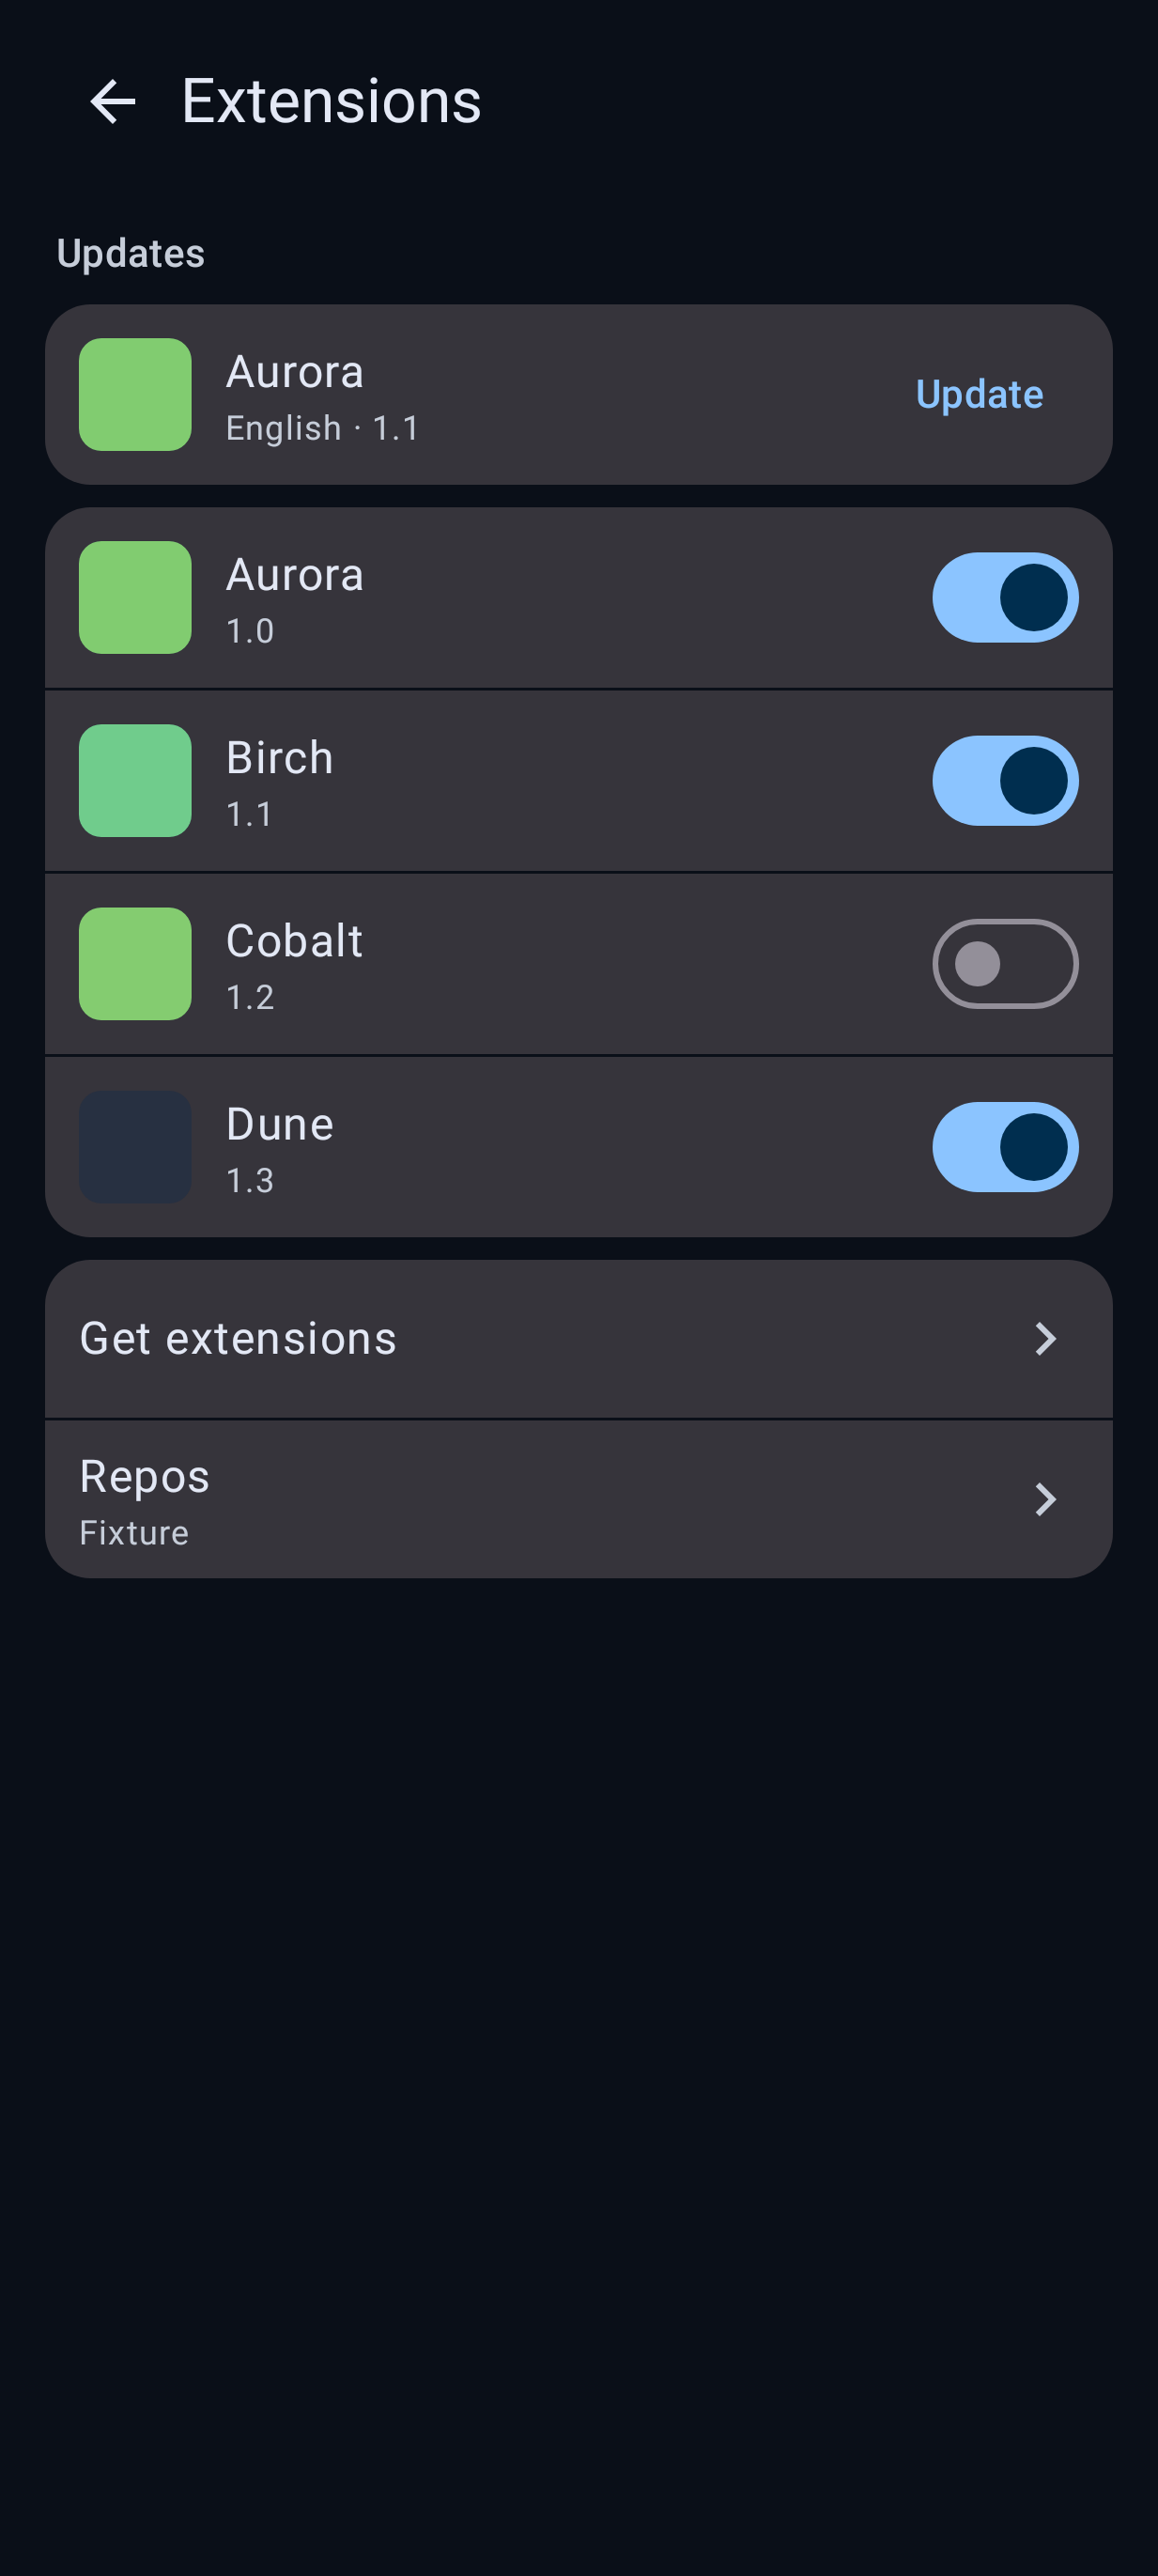 Extensions
Updates
Aurora
English · 1.1
Update
Aurora
1.0
Birch
1.1
Cobalt
1.2
Dune
1.3
Get extensions
Repos
Fixture